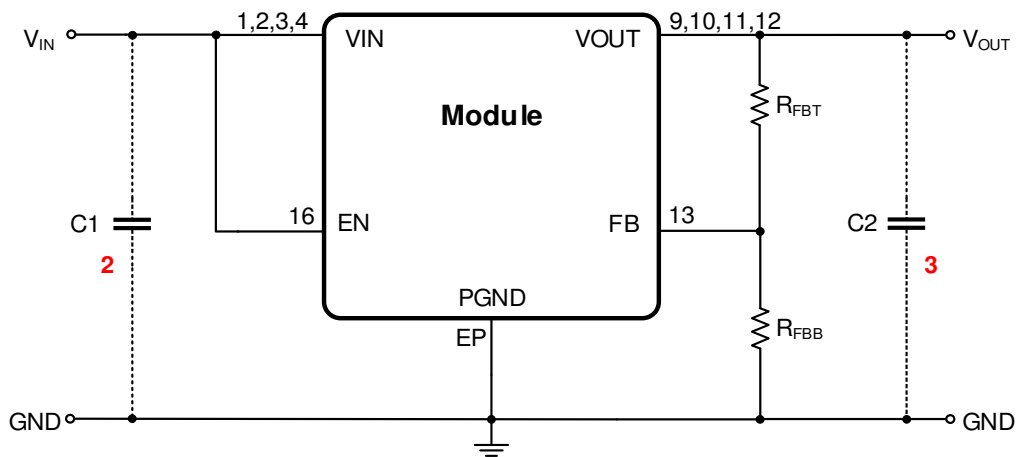 1,2,3,4
9,10,11,12
VIN
VIN
VOUT
VOUT
RFBT
Module
C1
16
EN
FB
13
C2
2
3
PGND
EP
RFBB
GND
GND